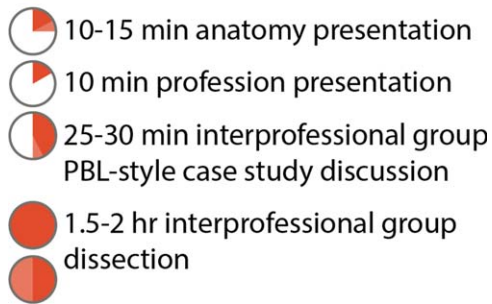 10-15 min anatomy presentation
10 min profession presentation
25-30 min interprofessional group
PBL-style case study discussion
1.5-2 hr interprofessional group
dissection